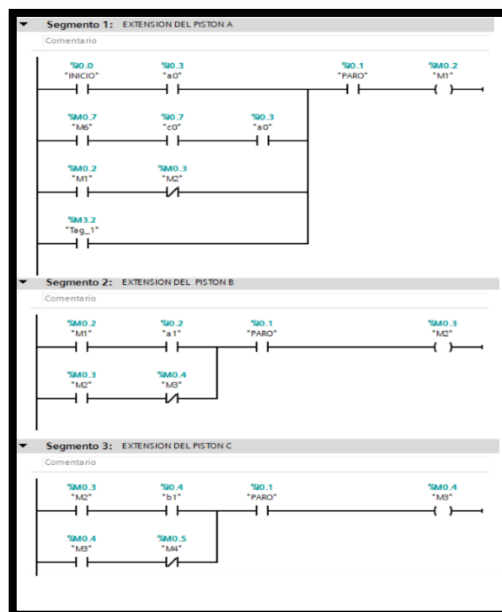 Segmento 1: EXTENSION DEL PISTON A
Comentario
%I0.0 %I0.3 %I0.1 %M0.2
"INICIO" "a0" "PARO" "M1"
%M0.7 %I0.7 %I0.3
"M6" "c0" "a0"
%M0.2 %M0.3
"M1" "M2"
%M3.2
"Tag_1"
Segmento 2: EXTENSION DEL PISTON B
Comentario
%M0.2 %I0.2 %I0.1 %M0.3
"M1" "a1" "PARO" "M2"
%M0.3 %M0.4
"M2" "M3"
Segmento 3: EXTENSION DEL PISTON C
Comentario
%M0.3 %I0.4 %I0.1 %M0.4
"M2" "b1" "PARO" "M3"
%M0.4 %M0.5
"M3" "M4"